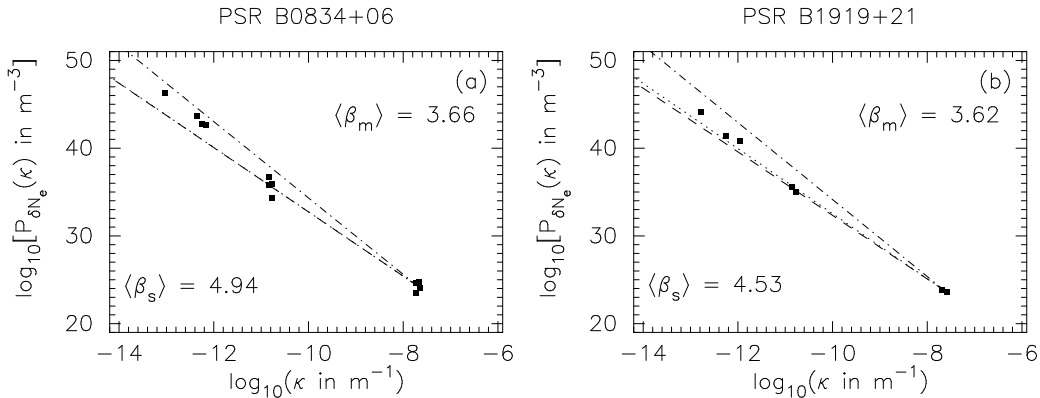 PSR B0834+06
log₁₀[P_δNₑ(κ) in m⁻³]
50
40
30
20
(a)
⟨βₘ⟩ = 3.66
⟨βₛ⟩ = 4.94
−14 −12 −10 −8 −6
log₁₀(κ in m⁻¹)
PSR B1919+21
log₁₀[P_δNₑ(κ) in m⁻³]
50
40
30
20
(b)
⟨βₘ⟩ = 3.62
⟨βₛ⟩ = 4.53
−14 −12 −10 −8 −6
log₁₀(κ in m⁻¹)